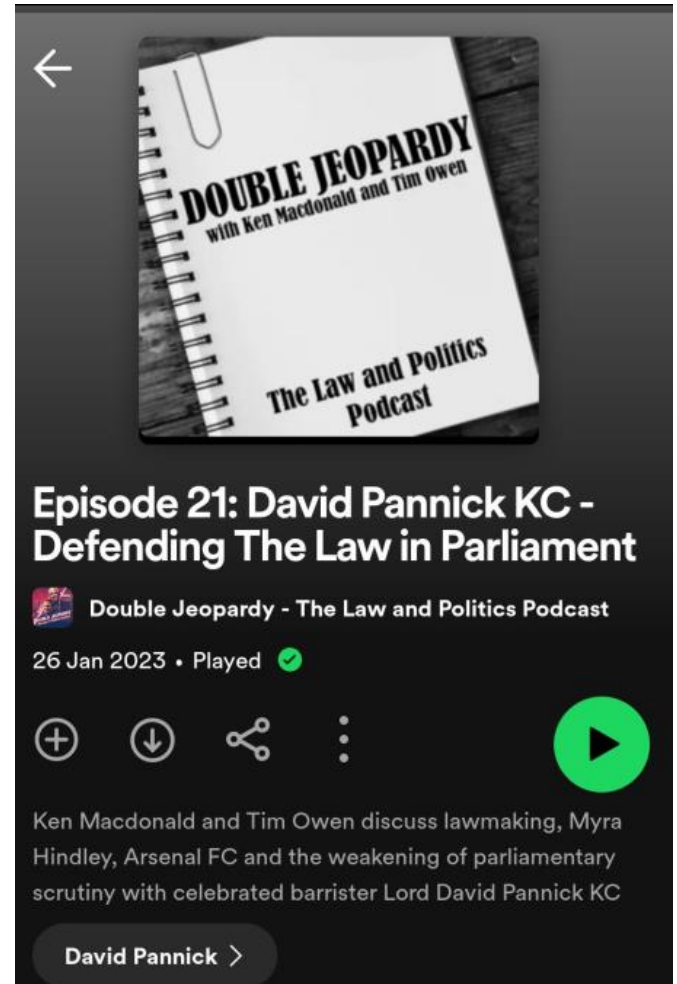 DOUBLE JEOPARDY
with Ken Macdonald and Tim Owen
The Law and Politics
Podcast
Episode 21: David Pannick KC -
Defending The Law in Parliament
Double Jeopardy - The Law and Politics Podcast
26 Jan 2023 • Played
Ken Macdonald and Tim Owen discuss lawmaking, Myra
Hindley, Arsenal FC and the weakening of parliamentary
scrutiny with celebrated barrister Lord David Pannick KC
David Pannick